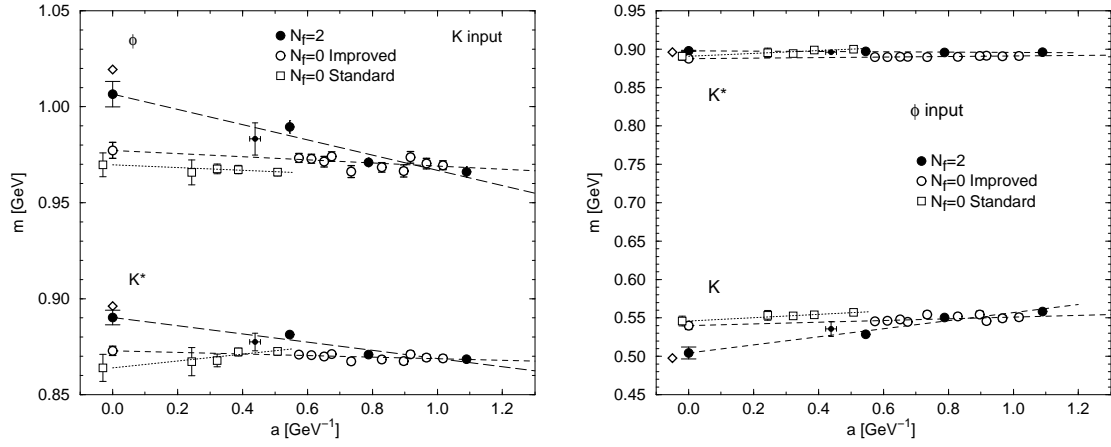 1.05
1.00
0.95
0.90
0.85
m [GeV]
0.0 0.2 0.4 0.6 0.8 1.0 1.2
a [GeV⁻¹]
ϕ
K*
N_f=2
N_f=0 Improved
N_f=0 Standard
K input
0.95
0.90
0.85
0.80
0.75
0.70
0.65
0.60
0.55
0.50
0.45
m [GeV]
0.0 0.2 0.4 0.6 0.8 1.0 1.2
a [GeV⁻¹]
K*
ϕ input
N_f=2
N_f=0 Improved
N_f=0 Standard
K